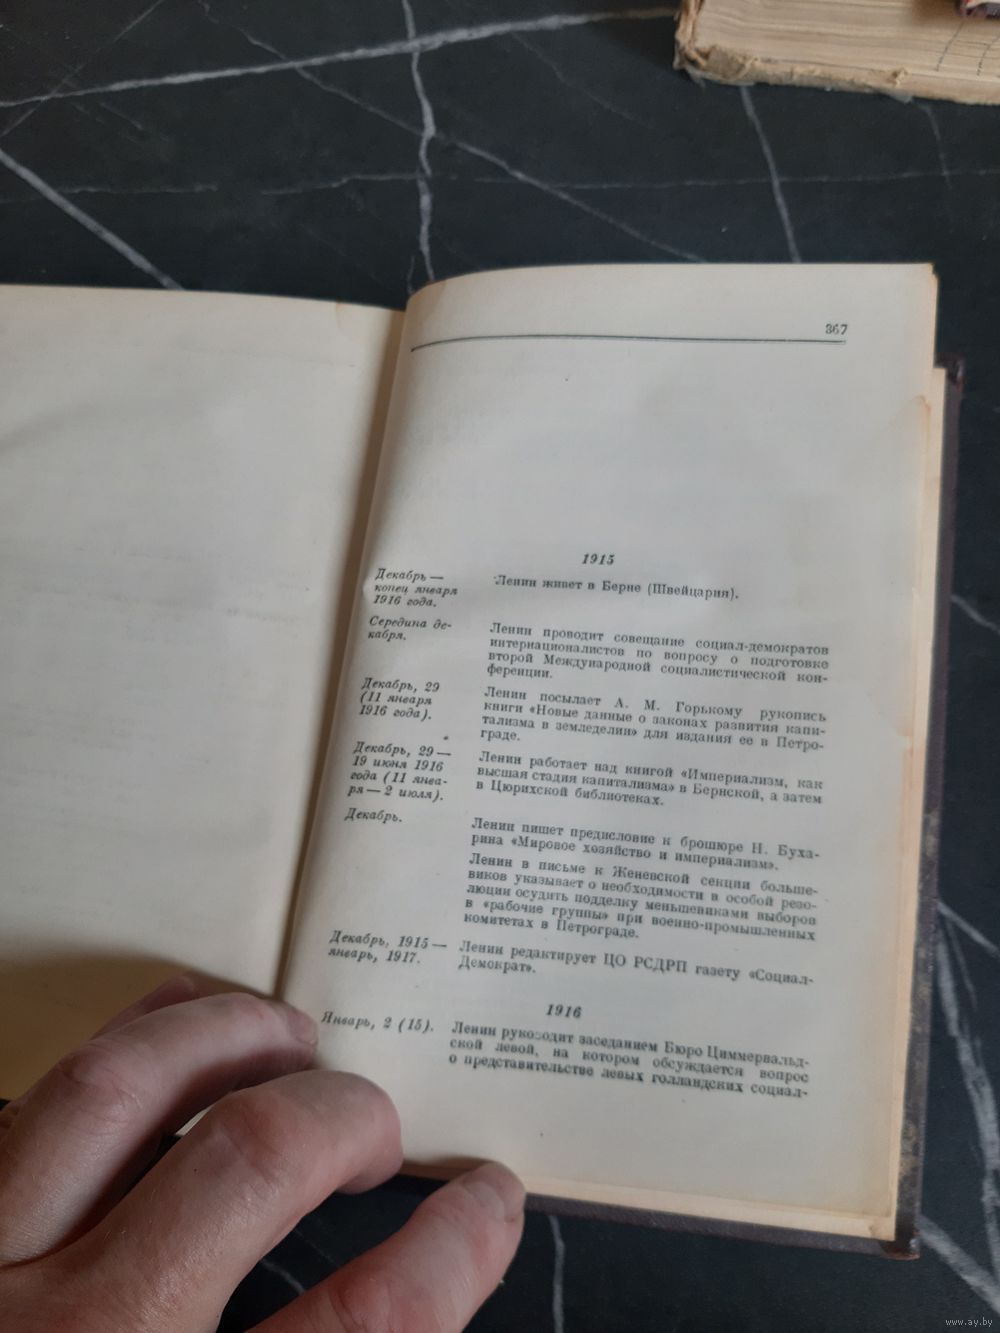 367
1915
Декабрь —
конец января
1916 года.
Ленин живет в Берне (Швейцария).
Середина де-
кабря.
Ленин проводит совещание социал-демократов
интернационалистов по вопросу о подготовке
второй Международной социалистической кон-
ференции.
Декабрь, 29
(11 января
1916 года).
Ленин посылает А. М. Горькому рукопись
книги «Новые данные о законах развития капи-
тализма в земледелии» для издания ее в Петро-
граде.
Декабрь, 29 —
19 июня 1916
года (11 янва-
ря — 2 июля).
Ленин работает над книгой «Империализм, как
высшая стадия капитализма» в Бернской, а затем
в Цюрихской библиотеках.
Декабрь.
Ленин пишет предисловие к брошюре Н. Буха-
рина «Мировое хозяйство и империализм».
Ленин в письме к Женевской секции больше-
виков указывает о необходимости в особой резо-
люции осудить подделку меньшевиками выборов
в «рабочие группы» при военно-промышленных
комитетах в Петрограде.
Декабрь, 1915 —
январь, 1917.
Ленин редактирует ЦО РСДРП газету «Социал-
Демократ».
1916
Январь, 2 (15).
Ленин руководит заседанием Бюро Циммервальд-
ской левой, на котором обсуждается вопрос
о представительстве левых голландских социал-
www.ay.by